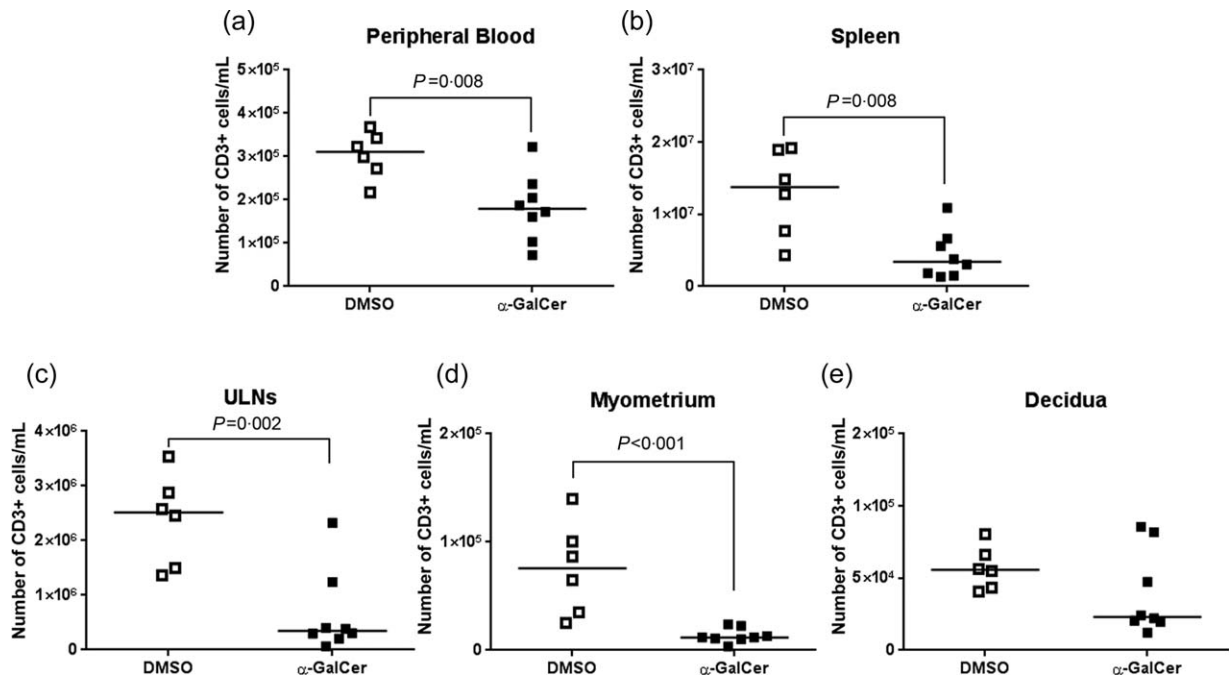 (a)
Peripheral Blood
Number of CD3+ cells/mL
5×10⁵
4×10⁵
3×10⁵
2×10⁵
1×10⁵
0
P=0·008
DMSO
α-GalCer
(b)
Spleen
Number of CD3+ cells/mL
3×10⁷
2×10⁷
1×10⁷
0
P=0·008
DMSO
α-GalCer
(c)
ULNs
Number of CD3+ cells/mL
4×10⁶
3×10⁶
2×10⁶
1×10⁶
0
P=0·002
DMSO
α-GalCer
(d)
Myometrium
Number of CD3+ cells/mL
2×10⁵
1×10⁵
0
P<0·001
DMSO
α-GalCer
(e)
Decidua
Number of CD3+ cells/mL
2×10⁵
1×10⁵
5×10⁴
0
DMSO
α-GalCer